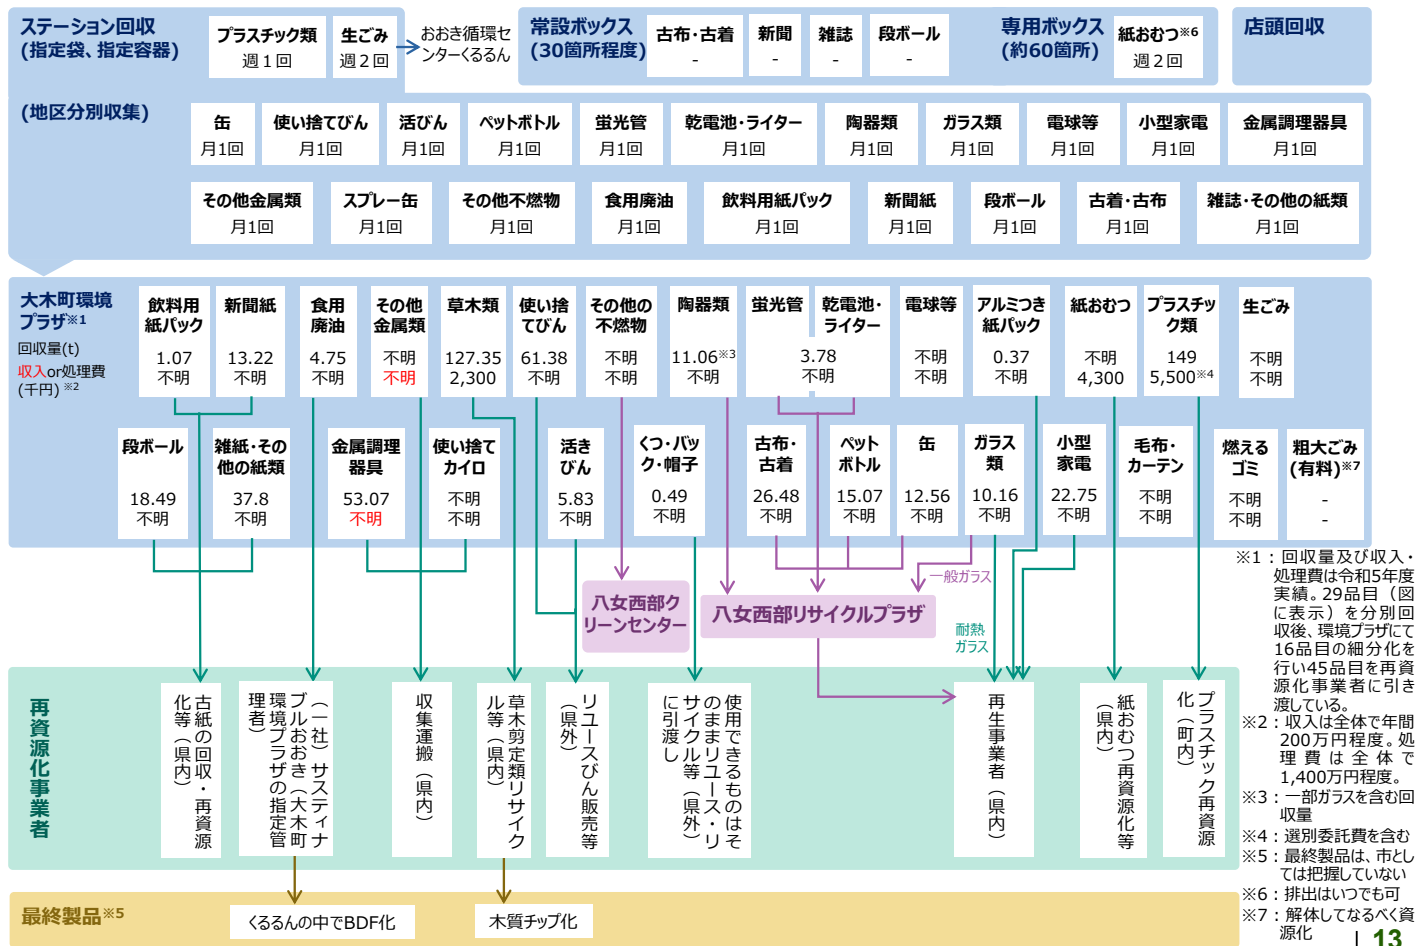 ステーション回収
(指定袋、指定容器)
プラスチック類
週１回
生ごみ
週２回
おおき循環セ
ンターくるるん
常設ボックス
(30箇所程度)
古布・古着
-
新聞
-
雑誌
-
段ボール
-
専用ボックス
(約60箇所)
紙おむつ※6
週２回
店頭回収
(地区分別収集)
缶
月1回
使い捨てびん
月1回
活びん
月1回
ペットボトル
月1回
蛍光管
月1回
乾電池・ライター
月1回
陶器類
月1回
ガラス類
月1回
電球等
月1回
小型家電
月1回
金属調理器具
月1回
その他金属類
月1回
スプレー缶
月1回
その他不燃物
月1回
食用廃油
月1回
飲料用紙パック
月1回
新聞紙
月1回
段ボール
月1回
古着・古布
月1回
雑誌・その他の紙類
月1回
大木町環境
プラザ※1
回収量(t)
収入or処理費
(千円) ※2
飲料用
紙パック
1.07
不明
新聞紙
13.22
不明
食用
廃油
4.75
不明
その他
金属類
不明
不明
草木類
127.35
2,300
使い捨
てびん
61.38
不明
その他の
不燃物
不明
不明
陶器類
11.06※3
不明
蛍光管
乾電池・
ライター
3.78
不明
電球等
不明
不明
アルミつき
紙パック
0.37
不明
紙おむつ
不明
4,300
プラスチッ
ク類
149
5,500※4
生ごみ
不明
不明
段ボール
18.49
不明
雑紙・その
他の紙類
37.8
不明
金属調理
器具
53.07
不明
使い捨て
カイロ
不明
不明
活き
びん
5.83
不明
くつ・バッ
ク・帽子
0.49
不明
古布・
古着
26.48
不明
ペット
ボトル
15.07
不明
缶
12.56
不明
ガラス
類
10.16
不明
小型
家電
22.75
不明
毛布・
カーテン
不明
不明
燃える
ゴミ
不明
不明
粗大ごみ
(有料)※7
-
-
一般ガラス
八女西部ク
リーンセンター
八女西部リサイクルプラザ
耐熱
ガラス
再資源化事業者
古紙の回収・再資源
化等（県内）
（一社）サスティナ
ブルおおき（大木町
環境プラザの指定管
理者）
収集運搬（県内）
草木剪定類リサイク
ル等（県内）
リユースびん販売等
（県外）
使用できるものはそ
のままリユース・リ
サイクル等（県外）
に引渡し
再生事業者（県内）
紙おむつ再資源化等
（県内）
プラスチック再資源
化（町内）
最終製品※5
くるるんの中でBDF化
木質チップ化
※1：回収量及び収入・
処理費は令和5年度
実績。29品目（図
に表示）を分別回
収後、環境プラザにて
16品目の細分化を
行い45品目を再資
源化事業者に引き
渡している。
※2：収入は全体で年間
200万円程度。処
理費は全体で
1,400万円程度。
※3：一部ガラスを含む回
収量
※4：選別委託費を含む
※5：最終製品は、市とし
ては把握していない
※6：排出はいつでも可
※7：解体してなるべく資
源化
| 13